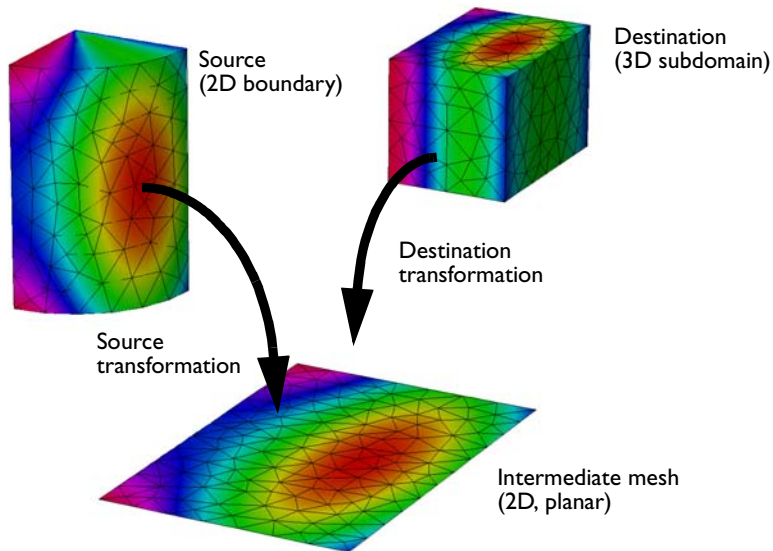 Source
(2D boundary)
Destination
(3D subdomain)
Destination
transformation
Source
transformation
Intermediate mesh
(2D, planar)